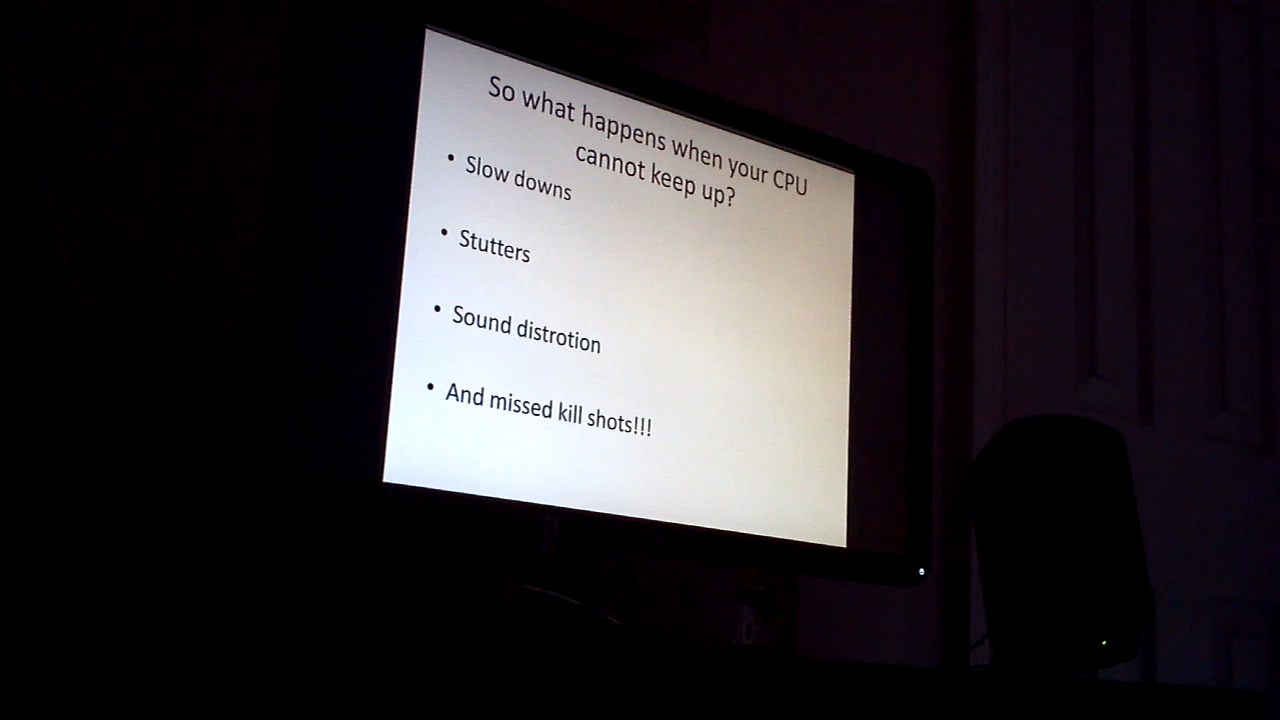 So what happens when your CPU
cannot keep up?
• Slow downs
• Stutters
• Sound distrotion
• And missed kill shots!!!